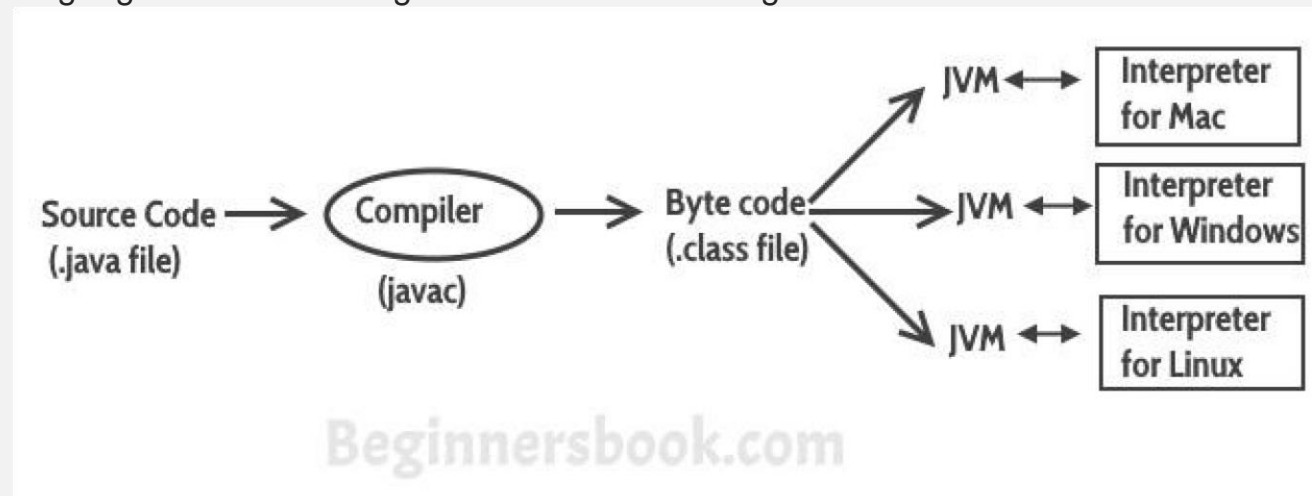 JVM
Interpreter
for Mac
Source Code
(.java file)
Compiler
(javac)
Byte code
(.class file)
JVM
Interpreter
for Windows
JVM
Interpreter
for Linux
Beginnersbook.com